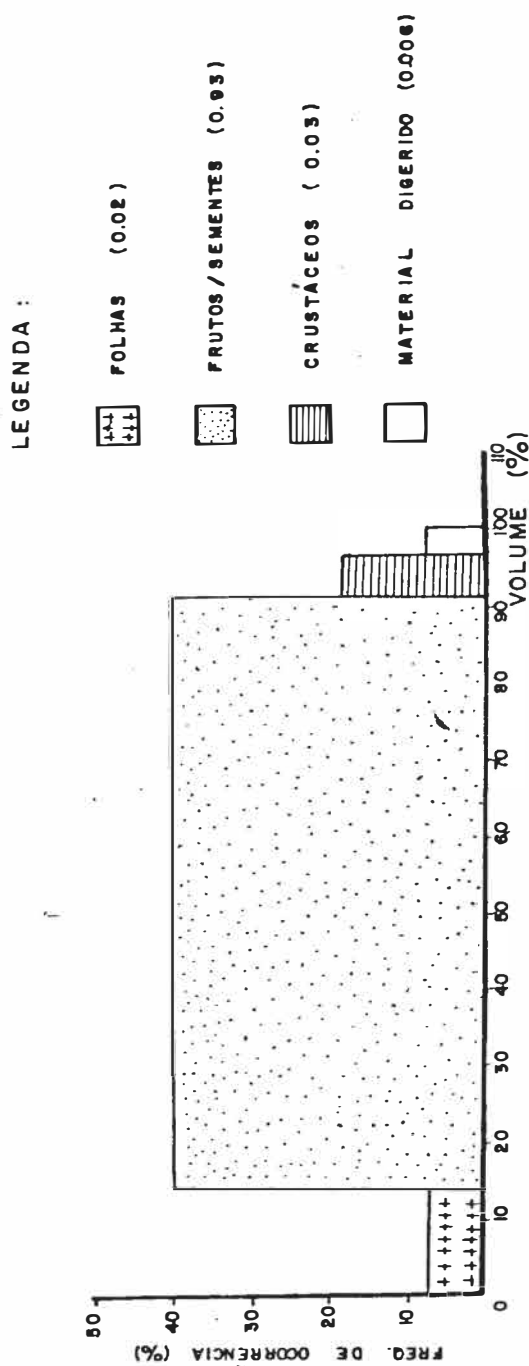 LEGENDA :
FOLHAS (0.02)
FRUTOS/SEMENTES (0.93)
CRUSTÁCEOS ( 0.03)
MATERIAL DIGERIDO (0.006)
FREQ. DE OCORRENCIA (%)
50
40
30
20
10
0 10 20 30 40 50 60 70 80 90 100 110
VOLUME (%)